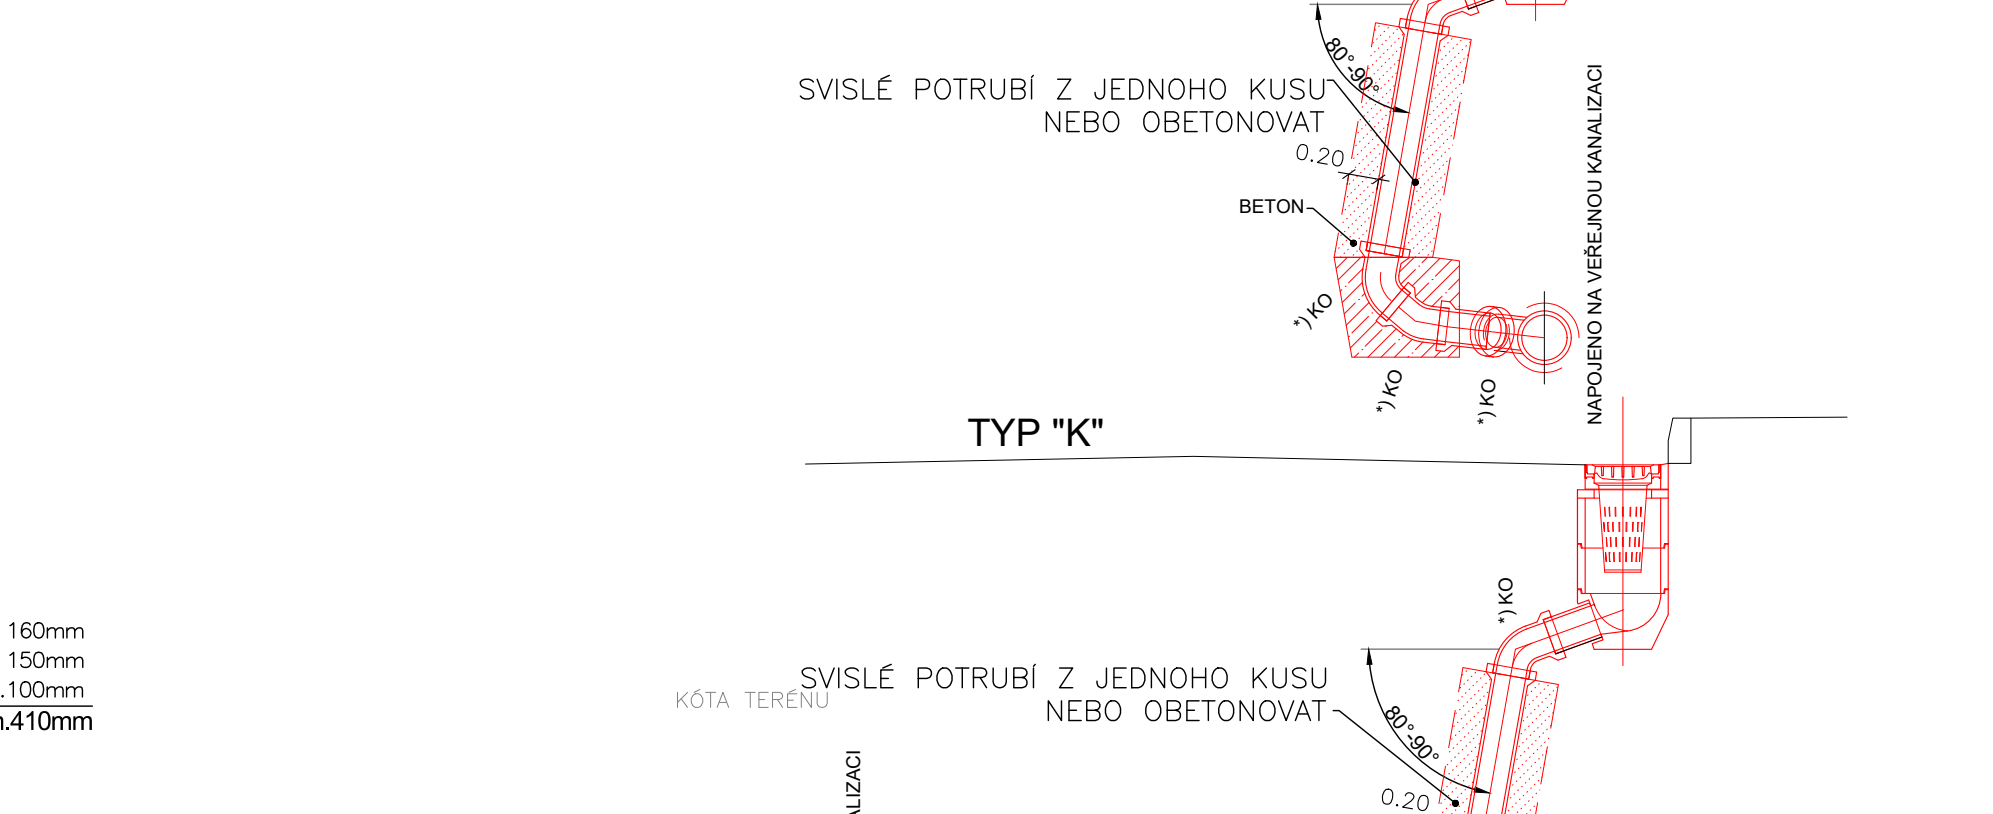 80°-90°
SVISLÉ POTRUBÍ Z JEDNOHO KUSU
NEBO OBETONOVAT
0.20
BETON
NAPOJENO NA VEŘEJNOU KANALIZACI
*) KO
*) KO
*) KO
TYP "K"
*) KO
160mm
150mm
.100mm
.410mm
KÓTA TERÉNU
SVISLÉ POTRUBÍ Z JEDNOHO KUSU
NEBO OBETONOVAT
80°-90°
0.20
ALIZACI